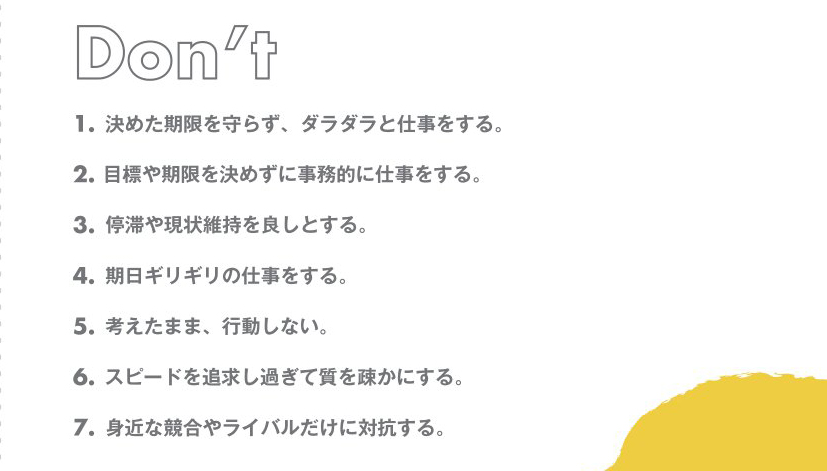 Don't
1. 決めた期限を守らず、ダラダラと仕事をする。
2. 目標や期限を決めずに事務的に仕事をする。
3. 停滞や現状維持を良しとする。
4. 期日ギリギリの仕事をする。
5. 考えたまま、行動しない。
6. スピードを追求し過ぎて質を疎かにする。
7. 身近な競合やライバルだけに対抗する。